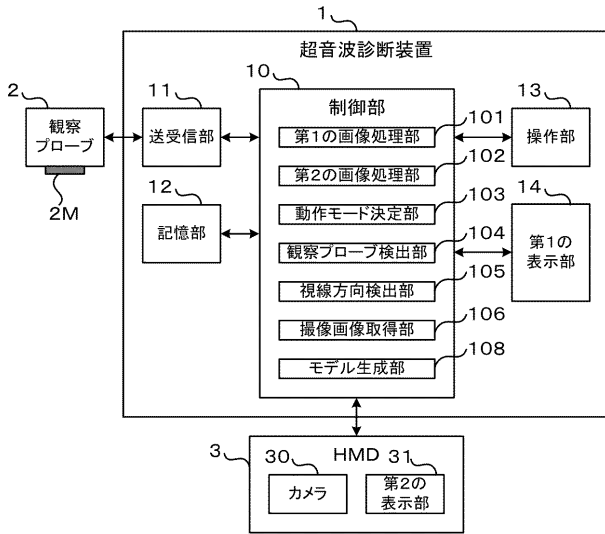 1
超音波診断装置
2
観察
プローブ
2M
11
送受信部
12
記憶部
10
制御部
第1の画像処理部
101
第2の画像処理部
102
動作モード決定部
103
観察プローブ検出部
104
視線方向検出部
105
撮像画像取得部
106
モデル生成部
108
13
操作部
14
第1の
表示部
3
HMD
30
カメラ
31
第2の
表示部